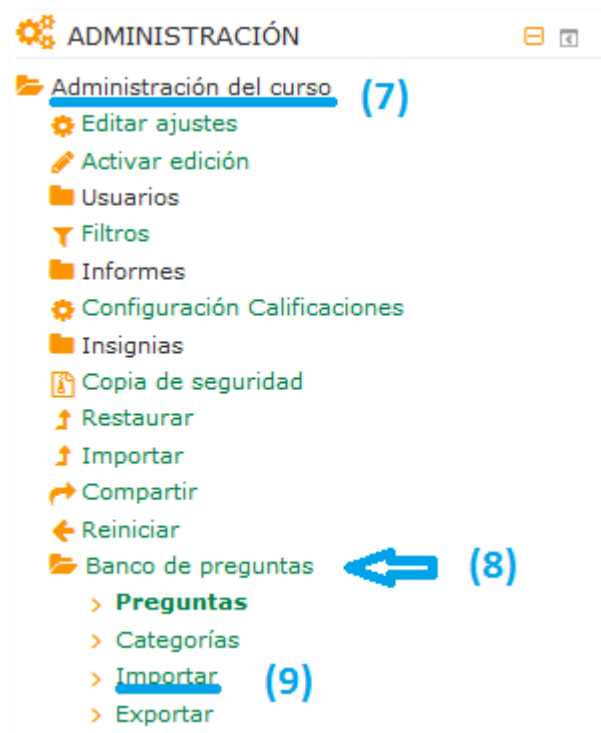 ADMINISTRACIÓN
Administración del curso (7)
Editar ajustes
Activar edición
Usuarios
Filtros
Informes
Configuración Calificaciones
Insignias
Copia de seguridad
Restaurar
Importar
Compartir
Reiniciar
Banco de preguntas (8)
Preguntas
Categorías
Importar (9)
Exportar